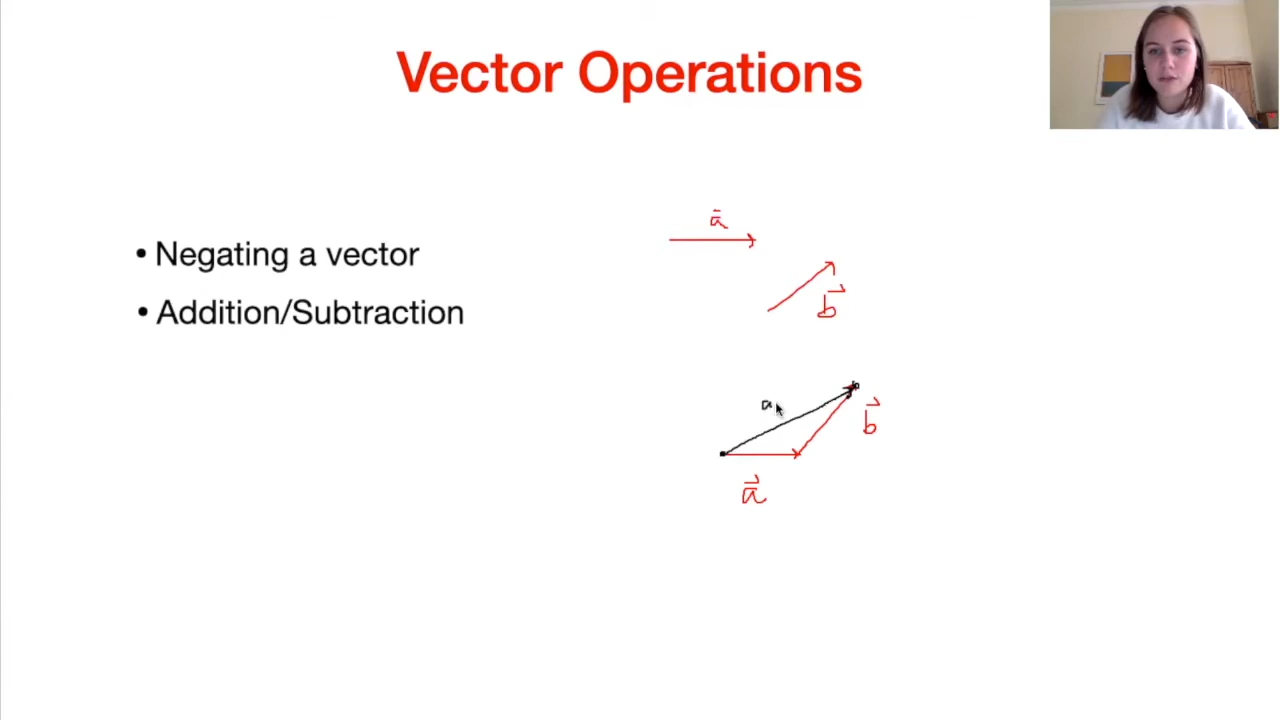 Vector Operations
• Negating a vector
• Addition/Subtraction
a⃗
b⃗
a
b⃗
a⃗